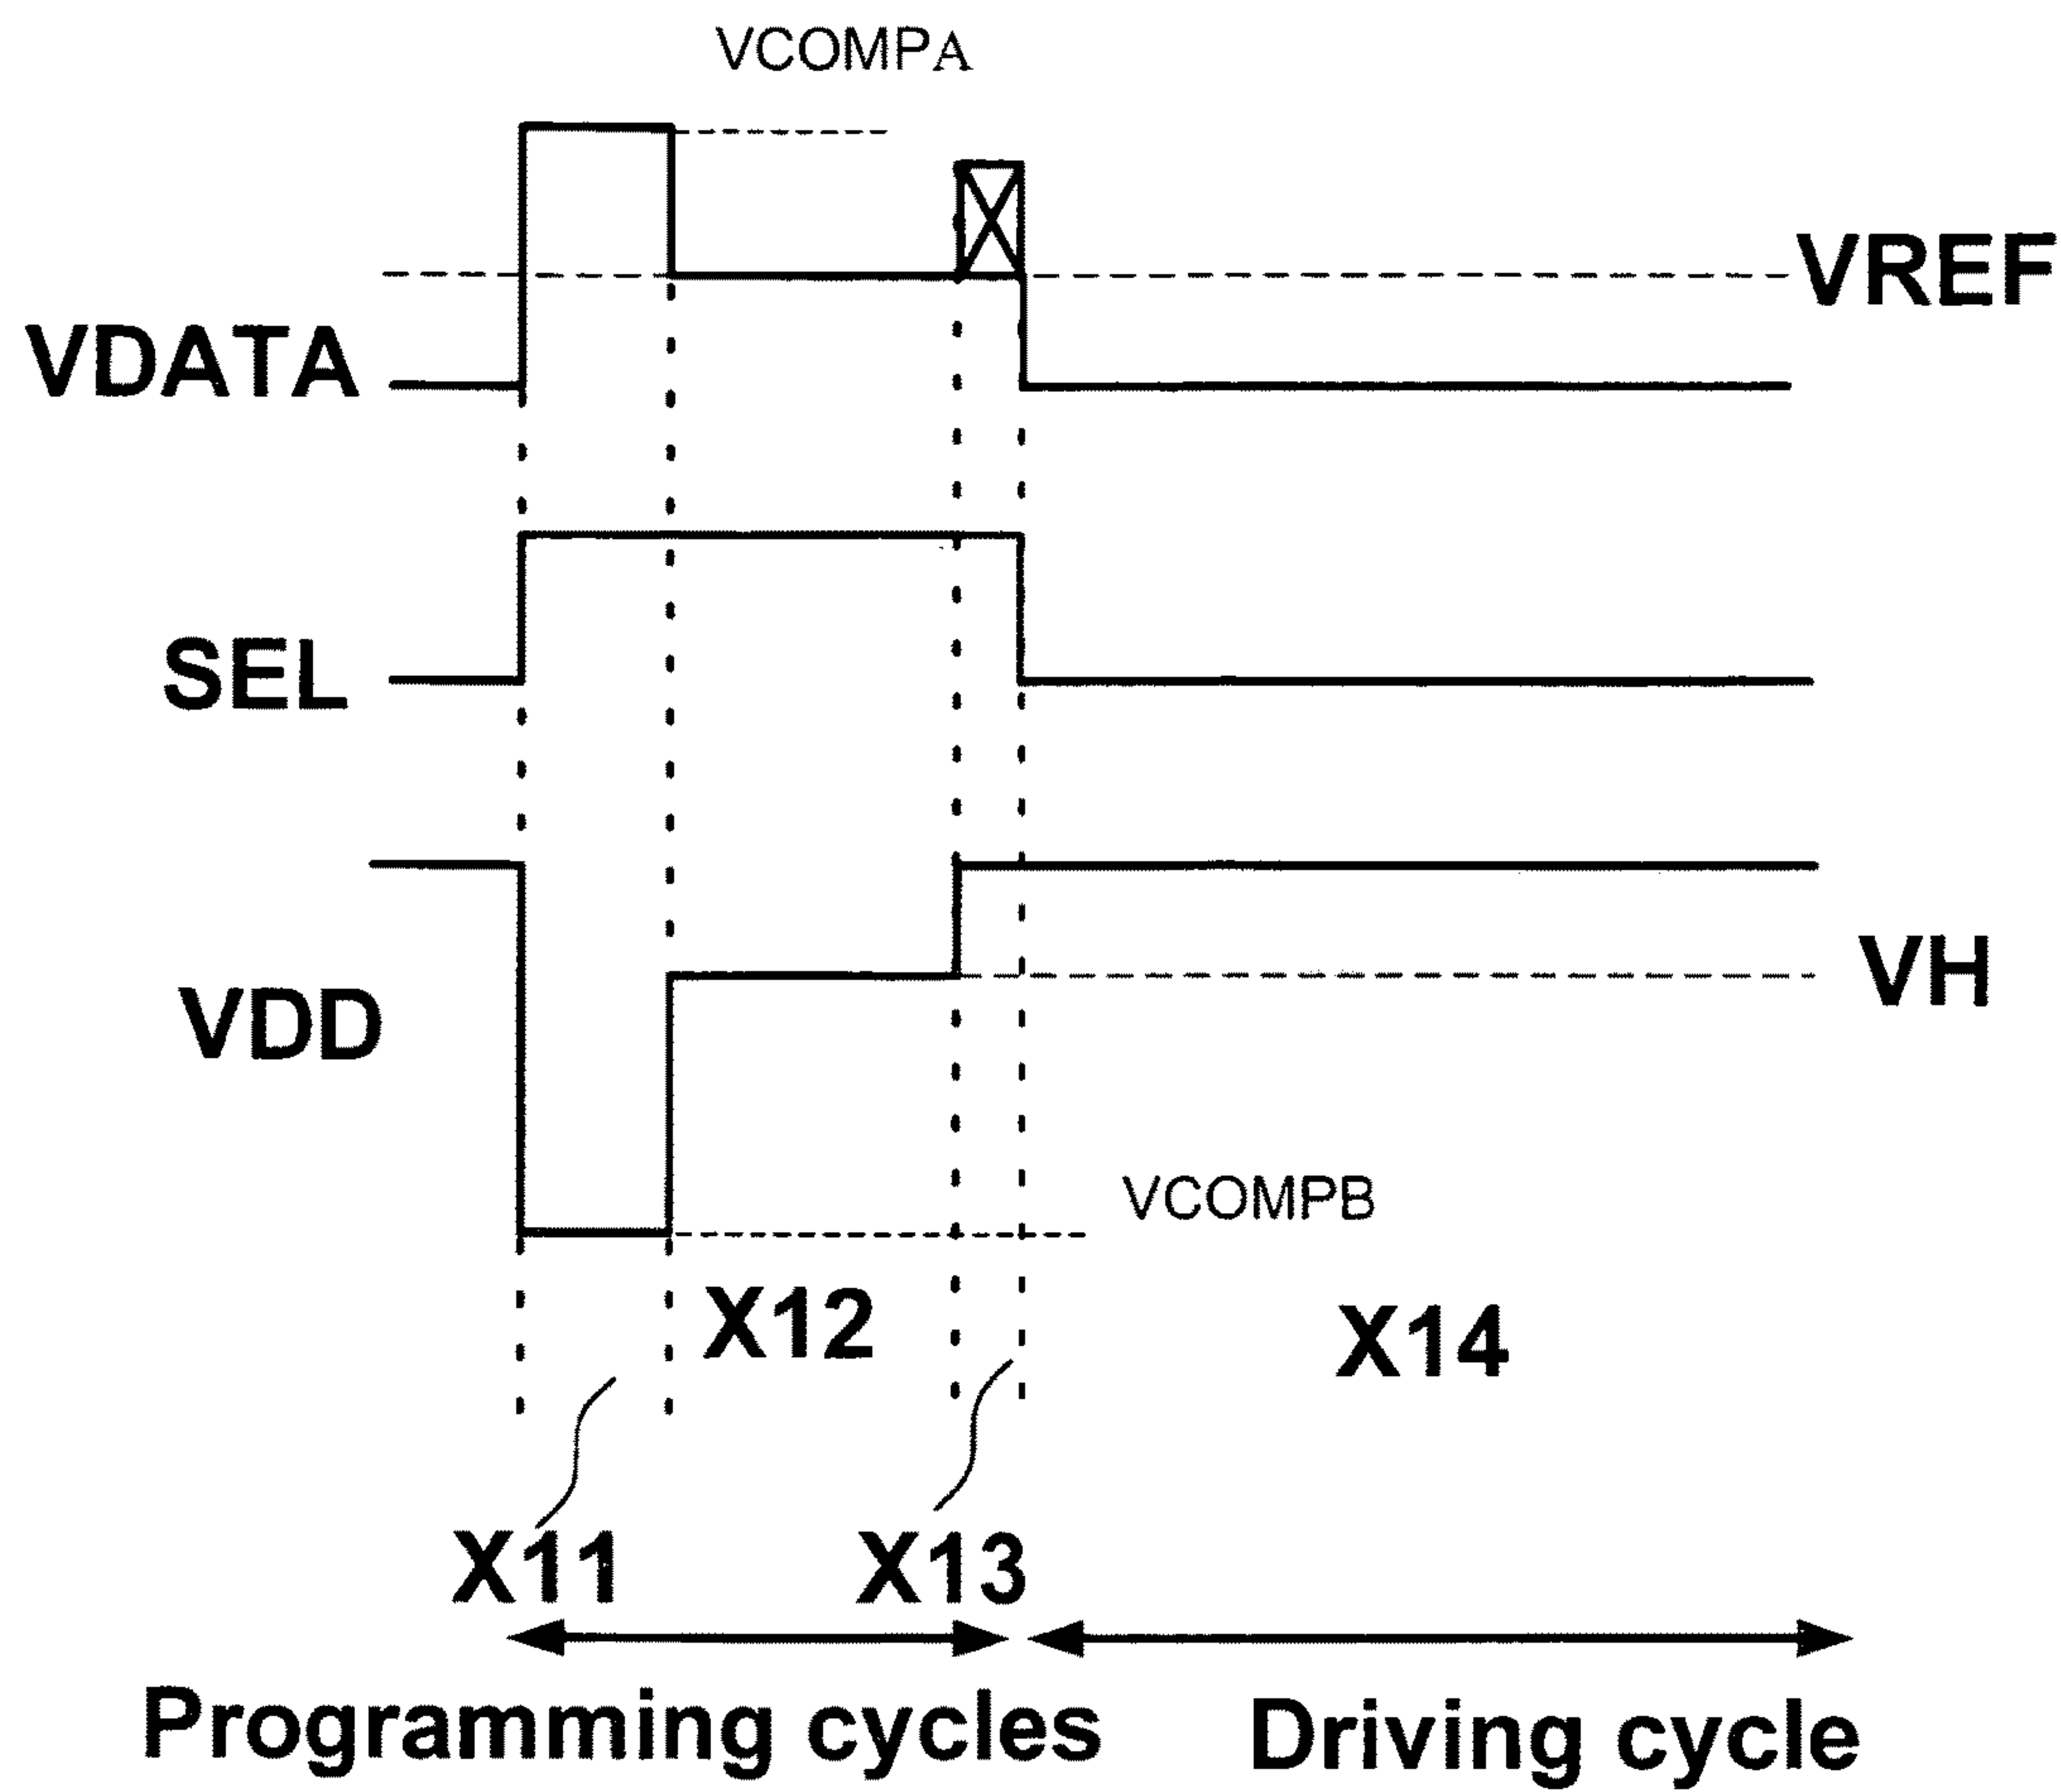 VCOMPA
VREF
VDATA
SEL
VH
VDD
VCOMPB
X12
X14
X11
X13
Programming cycles
Driving cycle